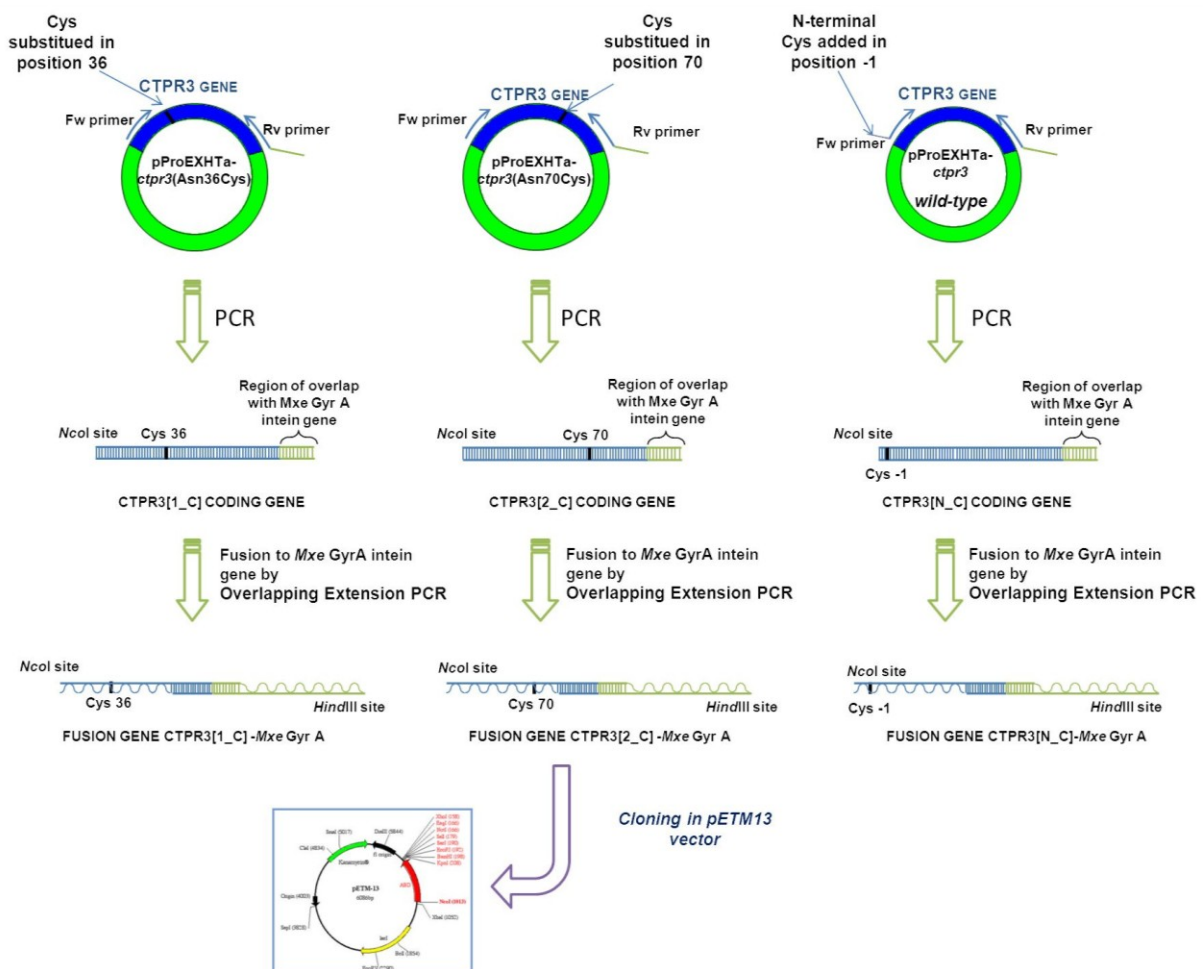 Cys
substitued in
position 36
CTPR3 GENE
Fw primer
Rv primer
pProEXHTa-
ctpr3(Asn36Cys)
Cys
substitued in
position 70
CTPR3 GENE
Fw primer
Rv primer
pProEXHTa-
ctpr3(Asn70Cys)
N-terminal
Cys added in
position -1
CTPR3 GENE
Fw primer
Rv primer
pProEXHTa-
ctpr3
wild-type
PCR
PCR
PCR
Region of overlap
with Mxe Gyr A
intein gene
NcoI site
Cys 36
CTPR3[1_C] CODING GENE
Region of overlap
with Mxe Gyr A
intein gene
NcoI site
Cys 70
CTPR3[2_C] CODING GENE
Region of overlap
with Mxe Gyr A
intein gene
NcoI site
Cys -1
CTPR3[N_C] CODING GENE
Fusion to Mxe GyrA intein
gene by
Overlapping Extension PCR
Fusion to Mxe GyrA intein
gene by
Overlapping Extension PCR
Fusion to Mxe GyrA intein
gene by
Overlapping Extension PCR
NcoI site
Cys 36
HindIII site
FUSION GENE CTPR3[1_C] -Mxe Gyr A
NcoI site
Cys 70
HindIII site
FUSION GENE CTPR3[2_C] -Mxe Gyr A
NcoI site
Cys -1
HindIII site
FUSION GENE CTPR3[N_C]-Mxe Gyr A
Cloning in pETM13
vector
pETM-13
Origin
lacI